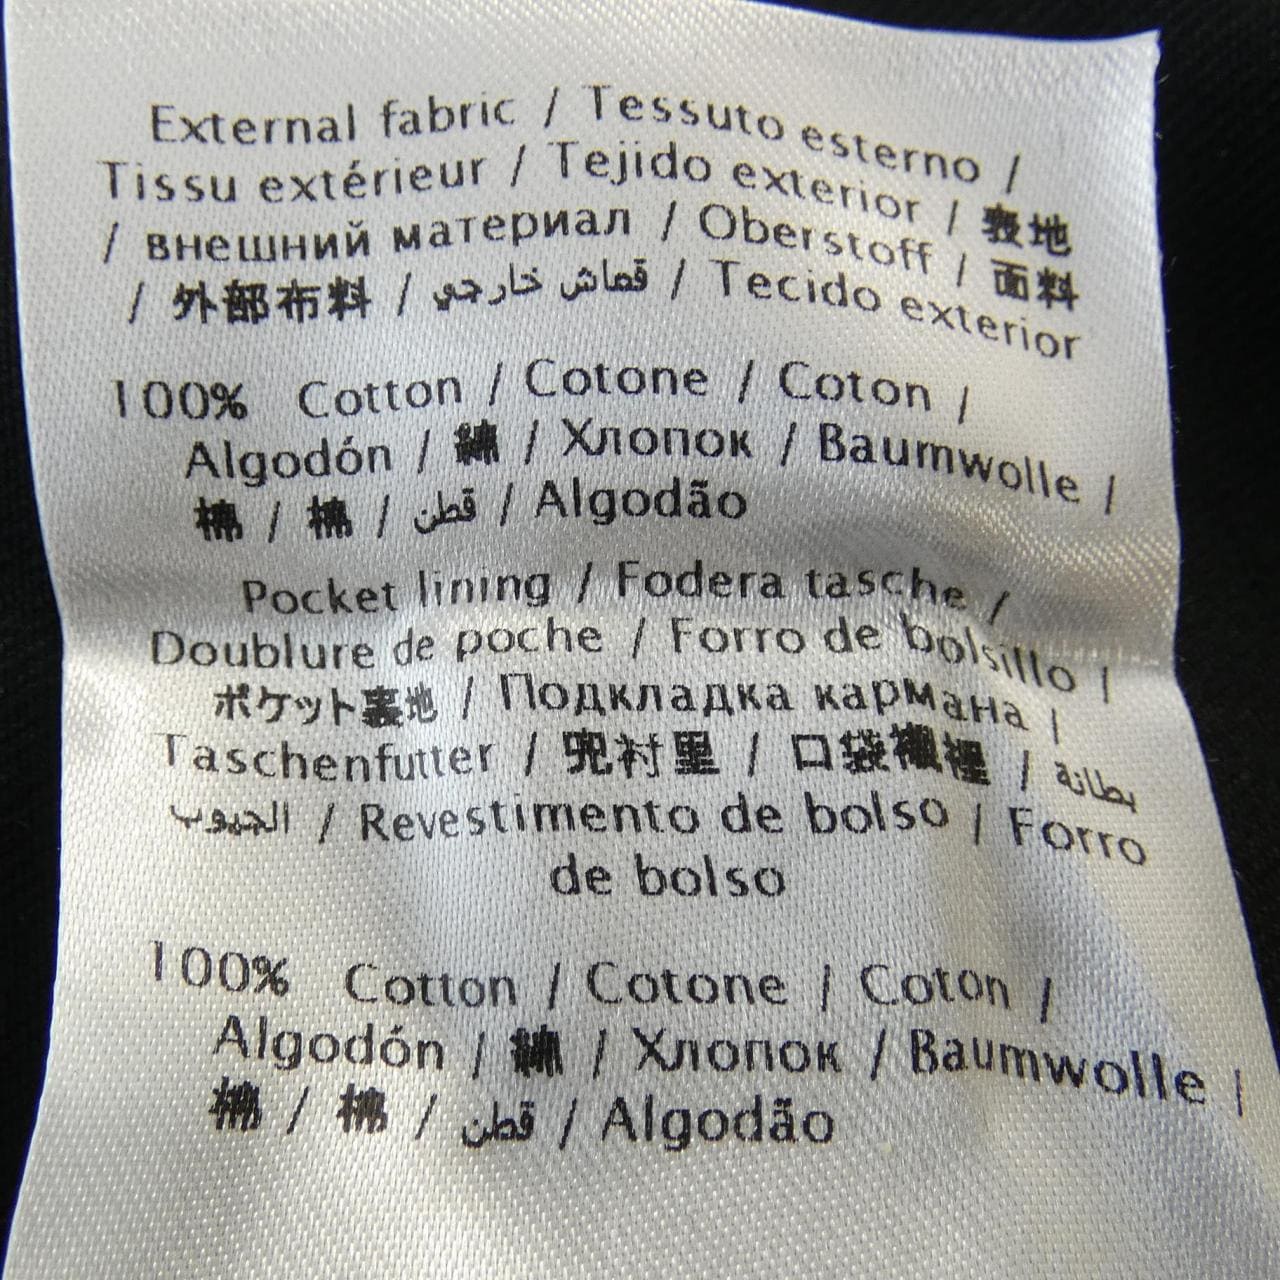 External fabric / Tessuto esterno /
Tissu extérieur / Tejido exterior / 表地
/ внешний материал / Oberstoff / 面料
/ 外部布料 / قماش خارجي / Tecido exterior
100% Cotton / Cotone / Coton /
Algodón / 綿 / Хлопок / Baumwolle /
棉 / 棉 / قطن / Algodão
Pocket lining / Fodera tasche /
Doublure de poche / Forro de bolsillo /
ポケット裏地 / Подкладка кармана /
Taschenfutter / 兜衬里 / 口袋襯裡 / بطانة
الجيوب / Revestimento de bolso / Forro
de bolso
100% Cotton / Cotone / Coton /
Algodón / 綿 / Хлопок / Baumwolle /
棉 / 棉 / قطن / Algodão